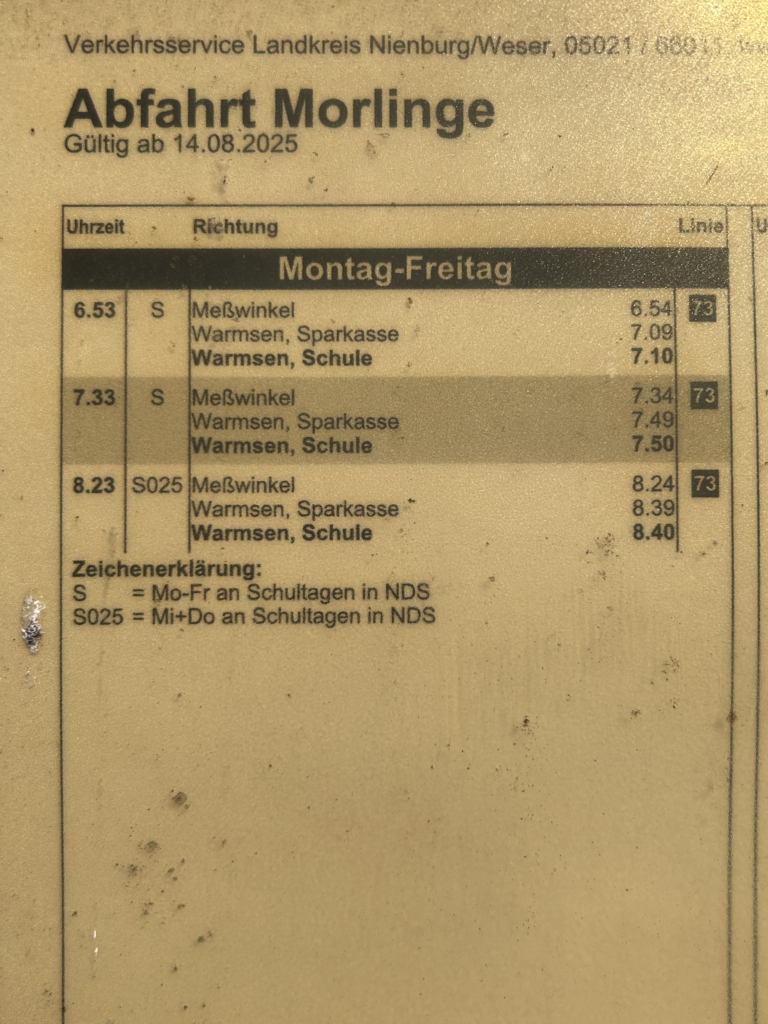 Verkehrsservice Landkreis Nienburg/Weser, 05021 /
Abfahrt Morlinge
Gültig ab 14.08.2025
Uhrzeit Richtung Linie
Montag-Freitag
6.53 S Meßwinkel 6.54 73
Warmsen, Sparkasse 7.09
Warmsen, Schule 7.10
7.33 S Meßwinkel 7.34 73
Warmsen, Sparkasse 7.49
Warmsen, Schule 7.50
8.23 S025 Meßwinkel 8.24 73
Warmsen, Sparkasse 8.39
Warmsen, Schule 8.40
Zeichenerklärung:
S = Mo-Fr an Schultagen in NDS
S025 = Mi+Do an Schultagen in NDS